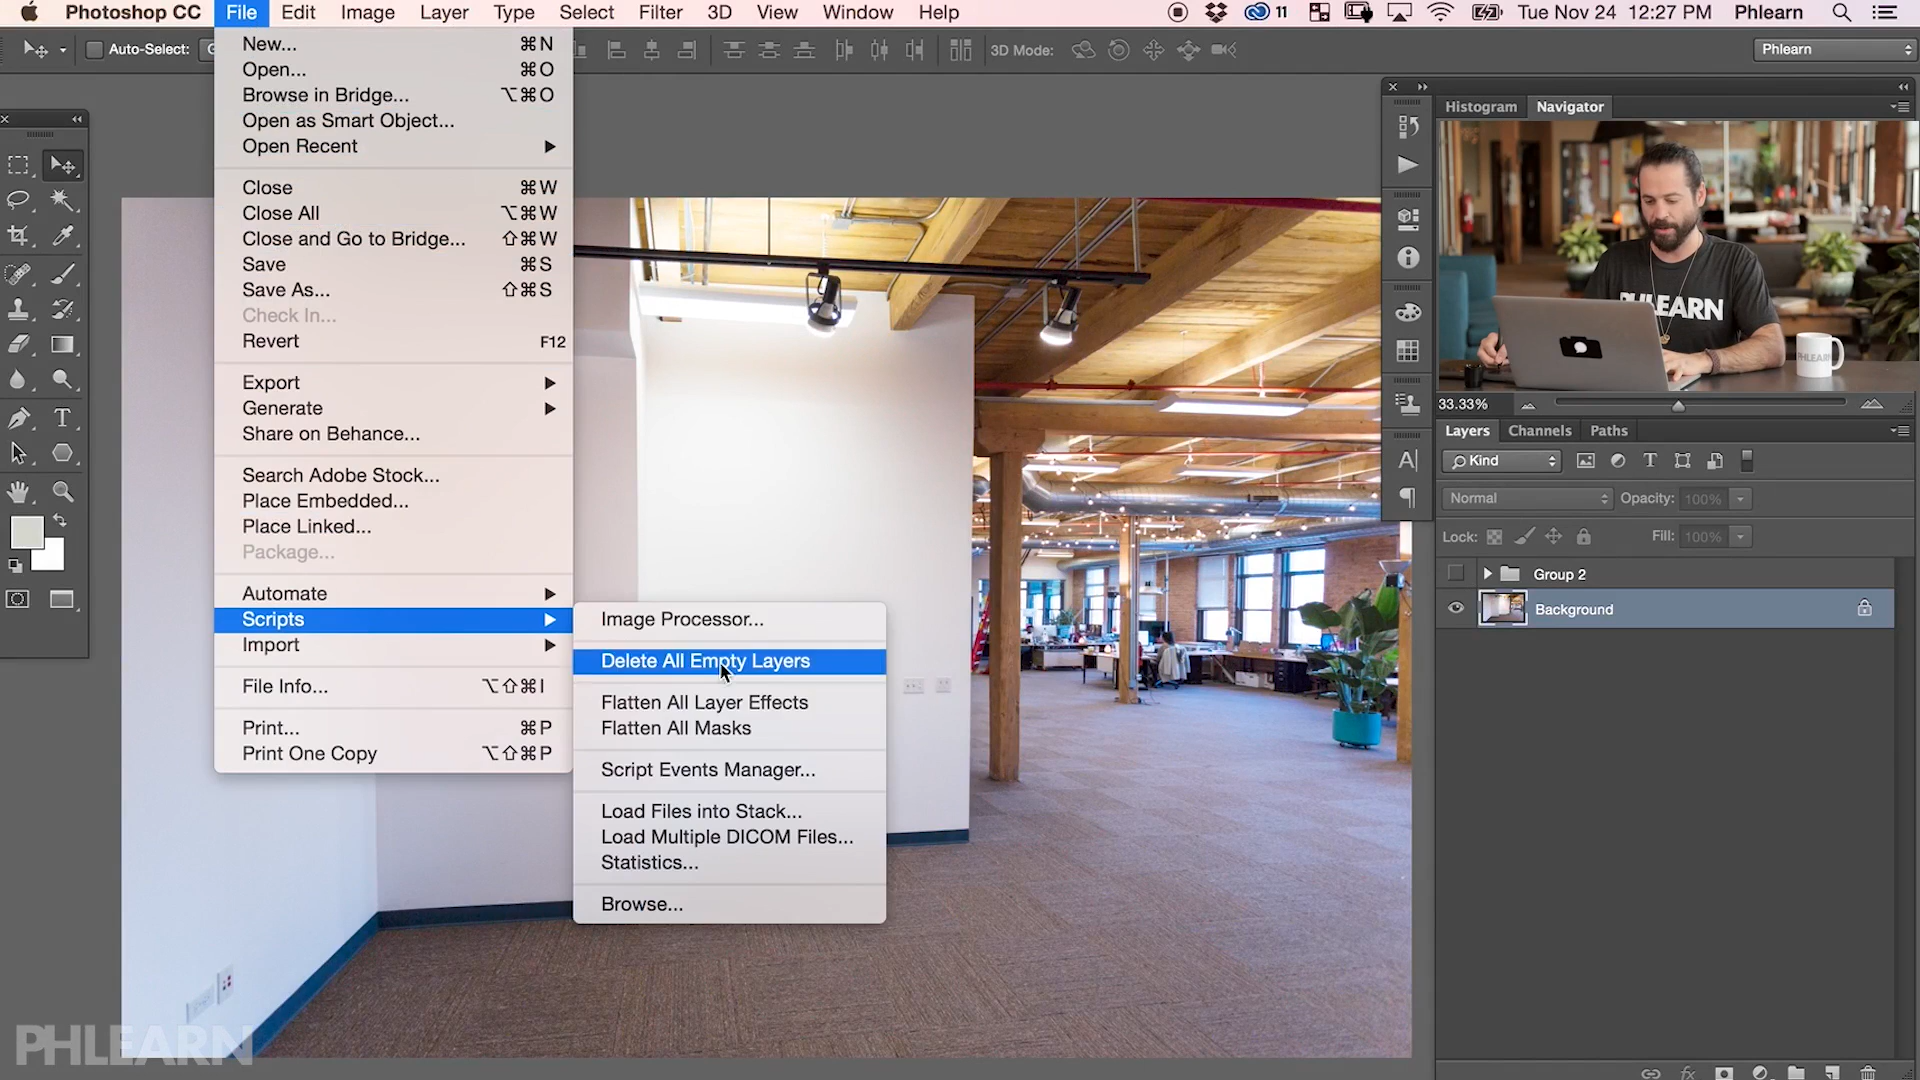 Photoshop CC File Edit Image Layer Type Select Filter 3D View Window Help 11 Tue Nov 24 12:27 PM Phlearn
Auto-Select: 3D Mode: Phlearn
New... ⌘N
Open... ⌘O
Browse in Bridge... ⌥⌘O
Open as Smart Object...
Open Recent
Close ⌘W
Close All ⌥⌘W
Close and Go to Bridge... ⇧⌘W
Save ⌘S
Save As... ⇧⌘S
Check In...
Revert F12
Export
Generate
Share on Behance...
Search Adobe Stock...
Place Embedded...
Place Linked...
Package...
Automate
Scripts
Import
File Info... ⌥⇧⌘I
Print... ⌘P
Print One Copy ⌥⇧⌘P
Image Processor...
Delete All Empty Layers
Flatten All Layer Effects
Flatten All Masks
Script Events Manager...
Load Files into Stack...
Load Multiple DICOM Files...
Statistics...
Browse...
Histogram Navigator
PHLEARN
PHLEARN
33.33%
Layers Channels Paths
Kind
Normal Opacity: 100%
Lock: Fill: 100%
Group 2
Background
fx
PHLEARN